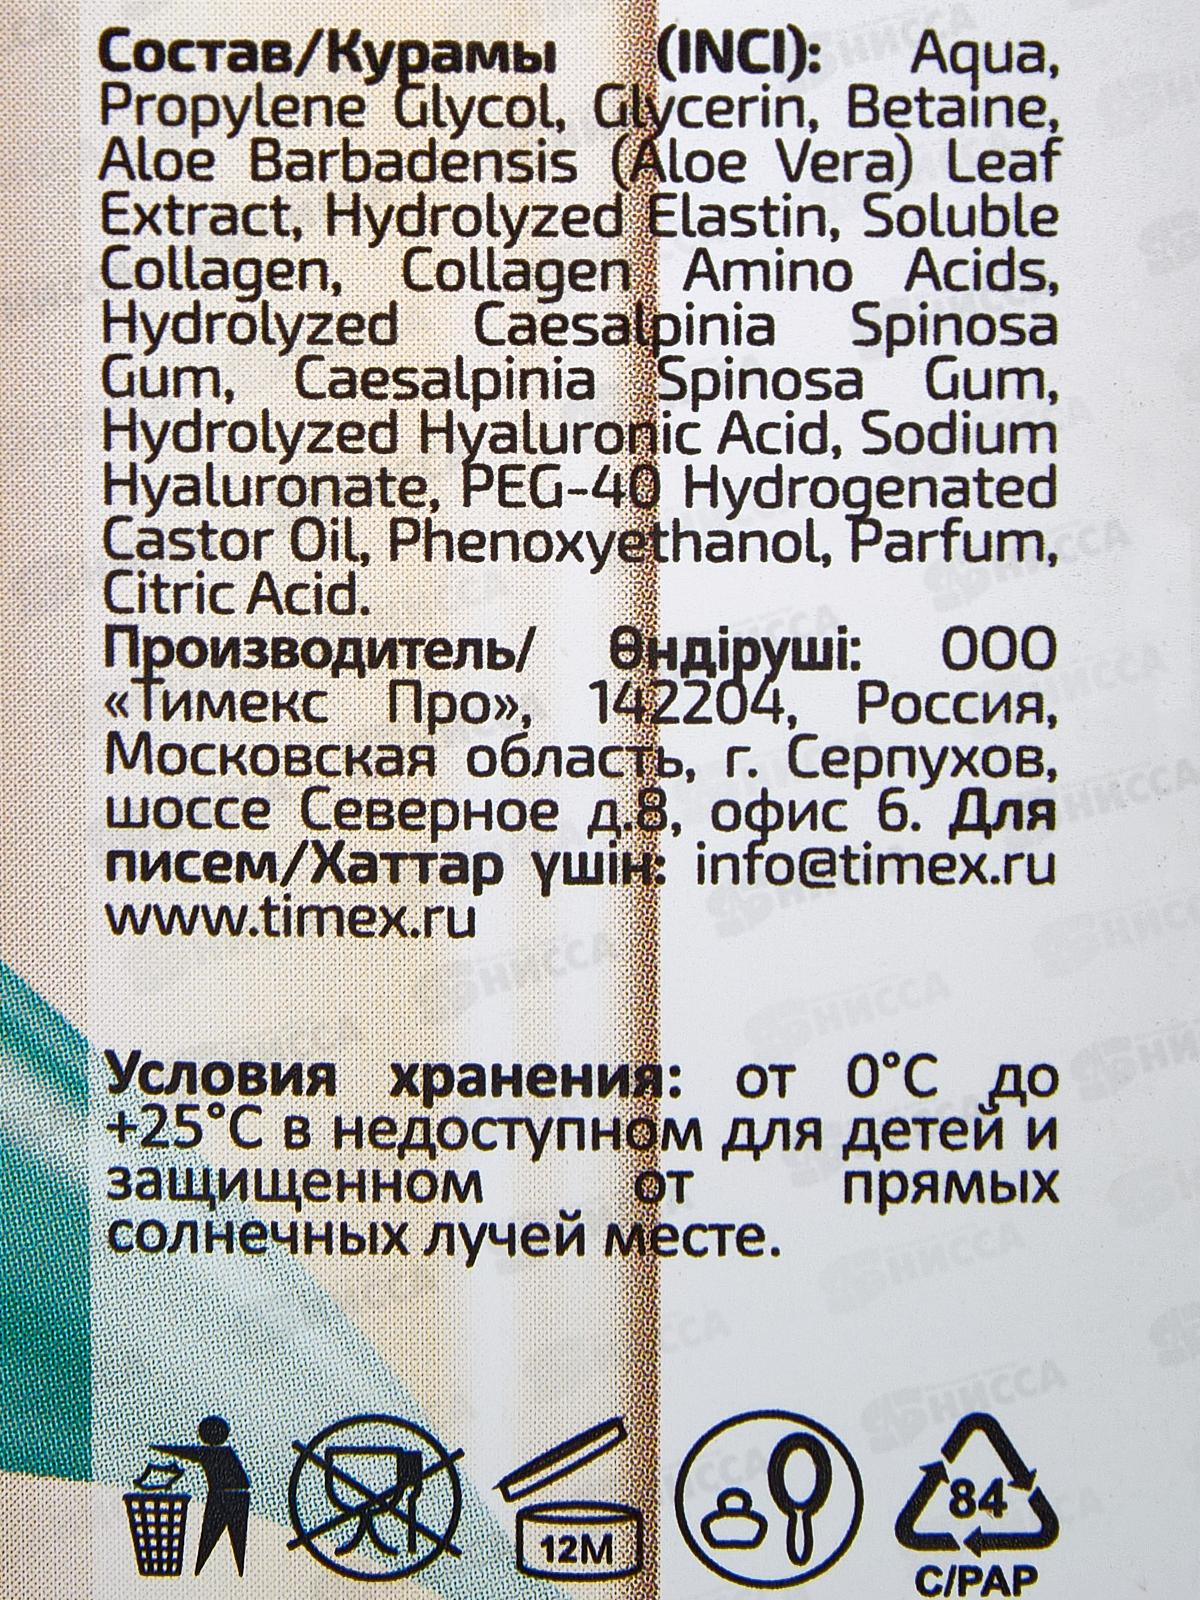 Состав/Курамы (INCI): Aqua,
Propylene Glycol, Glycerin, Betaine,
Aloe Barbadensis (Aloe Vera) Leaf
Extract, Hydrolyzed Elastin, Soluble
Collagen, Collagen Amino Acids,
Hydrolyzed Caesalpinia Spinosa
Gum, Caesalpinia Spinosa Gum,
Hydrolyzed Hyaluronic Acid, Sodium
Hyaluronate, PEG-40 Hydrogenated
Castor Oil, Phenoxyethanol, Parfum,
Citric Acid.
Производитель/ Өндіруші: ООО
«Тимекс Про», 142204, Россия,
Московская область, г. Серпухов,
шоссе Северное д.8, офис 6. Для
писем/Хаттар үшін: info@timex.ru
www.timex.ru
Условия хранения: от 0°С до
+25°С в недоступном для детей и
защищенном от прямых
солнечных лучей месте.
12M
84
C/PAP